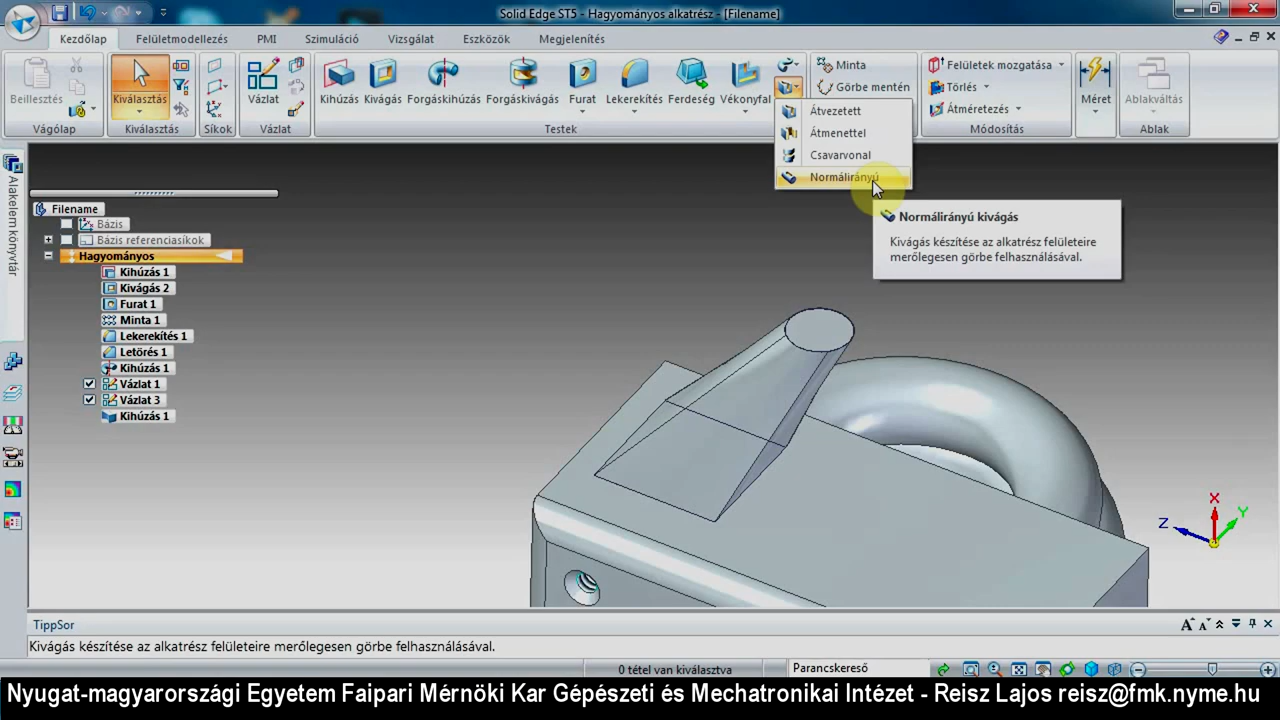 Solid Edge ST5 - Hagyományos alkatrész - [Filename]
Kezdőlap
Felületmodellezés
PMI
Szimuláció
Vizsgálat
Eszközök
Megjelenítés
Beillesztés
Vágólap
Kiválasztás
Kiválasztás
Síkok
Vázlat
Vázlat
Kihúzás
Kivágás
Forgáskihúzás
Forgáskivágás
Furat
Lekerekítés
Ferdeség
Vékonyfal
Testek
Minta
Görbe mentén
Felületek mozgatása
Törlés
Átméretezés
Módosítás
Méret
Ablakváltás
Ablak
Átvezetett
Átmenettel
Csavarvonal
Normálirányú
Normálirányú kivágás
Kivágás készítése az alkatrész felületeire
merőlegesen görbe felhasználásával.
Alakelem könyvtár
Filename
Bázis
Bázis referenciasíkok
Hagyományos
Kihúzás 1
Kivágás 2
Furat 1
Minta 1
Lekerekítés 1
Letörés 1
Kihúzás 1
Vázlat 1
Vázlat 3
Kihúzás 1
X
Y
Z
TippSor
Kivágás készítése az alkatrész felületeire merőlegesen görbe felhasználásával.
0 tétel van kiválasztva
Parancskereső
Nyugat-magyarországi Egyetem Faipari Mérnöki Kar Gépészeti és Mechatronikai Intézet - Reisz Lajos reisz@fmk.nyme.hu